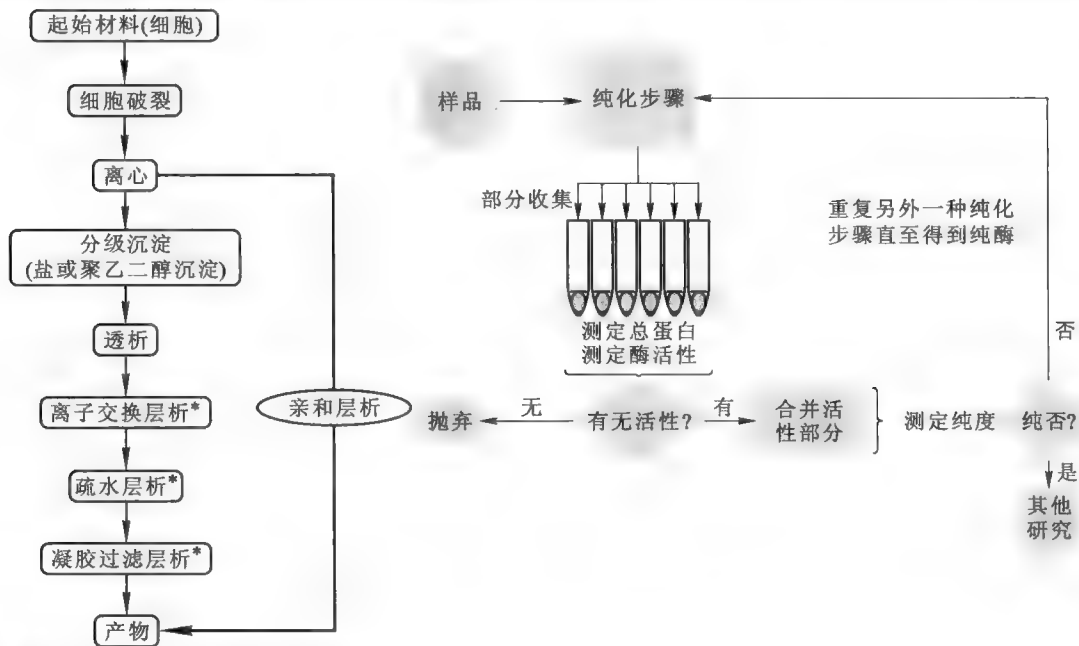 起始材料(细胞)
细胞破裂
离心
分级沉淀
(盐或聚乙二醇沉淀)
透析
离子交换层析*
疏水层析*
凝胶过滤层析*
产物
亲和层析
样品
纯化步骤
部分收集
重复另外一种纯化
步骤直至得到纯酶
测定总蛋白
测定酶活性
抛弃
无
有无活性?
有
合并活
性部分
测定纯度
纯否?
否
是
其他
研究